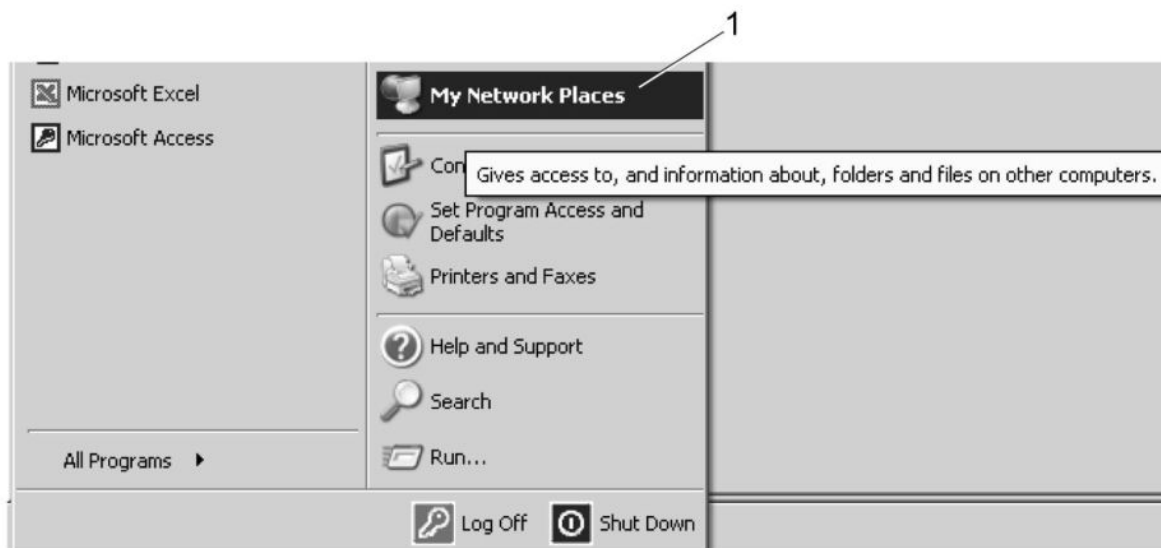 1
Microsoft Excel
My Network Places
Microsoft Access
Con
Gives access to, and information about, folders and files on other computers.
Set Program Access and
Defaults
Printers and Faxes
Help and Support
Search
All Programs
Run...
Log Off
Shut Down